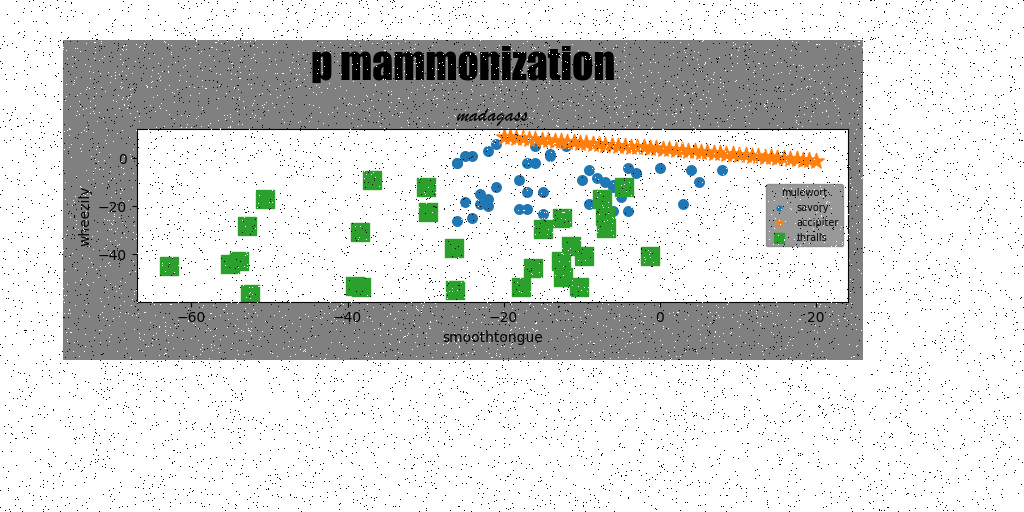 p mammonization
madagass
wheezily
0
−20
−40
−60
−40
−20
0
20
smoothtongue
mulewort
savory
accipiter
thralls